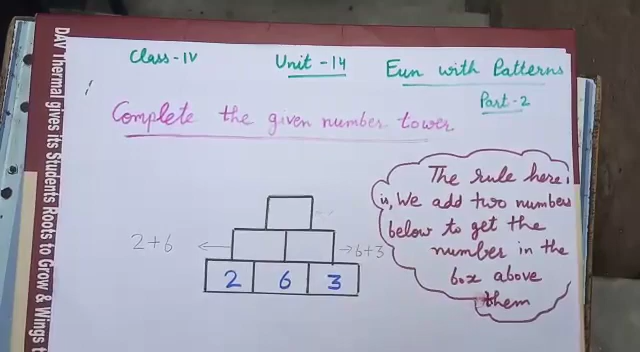 Class-IV Unit-14 Fun with Patterns
Part-2
Complete the given number tower
The rule here
is, We add two numbers
below to get the
number in the
box above
them
2+6
6+3
2 6 3
DAV thermal gives its Students Roots to Grow & Wings t